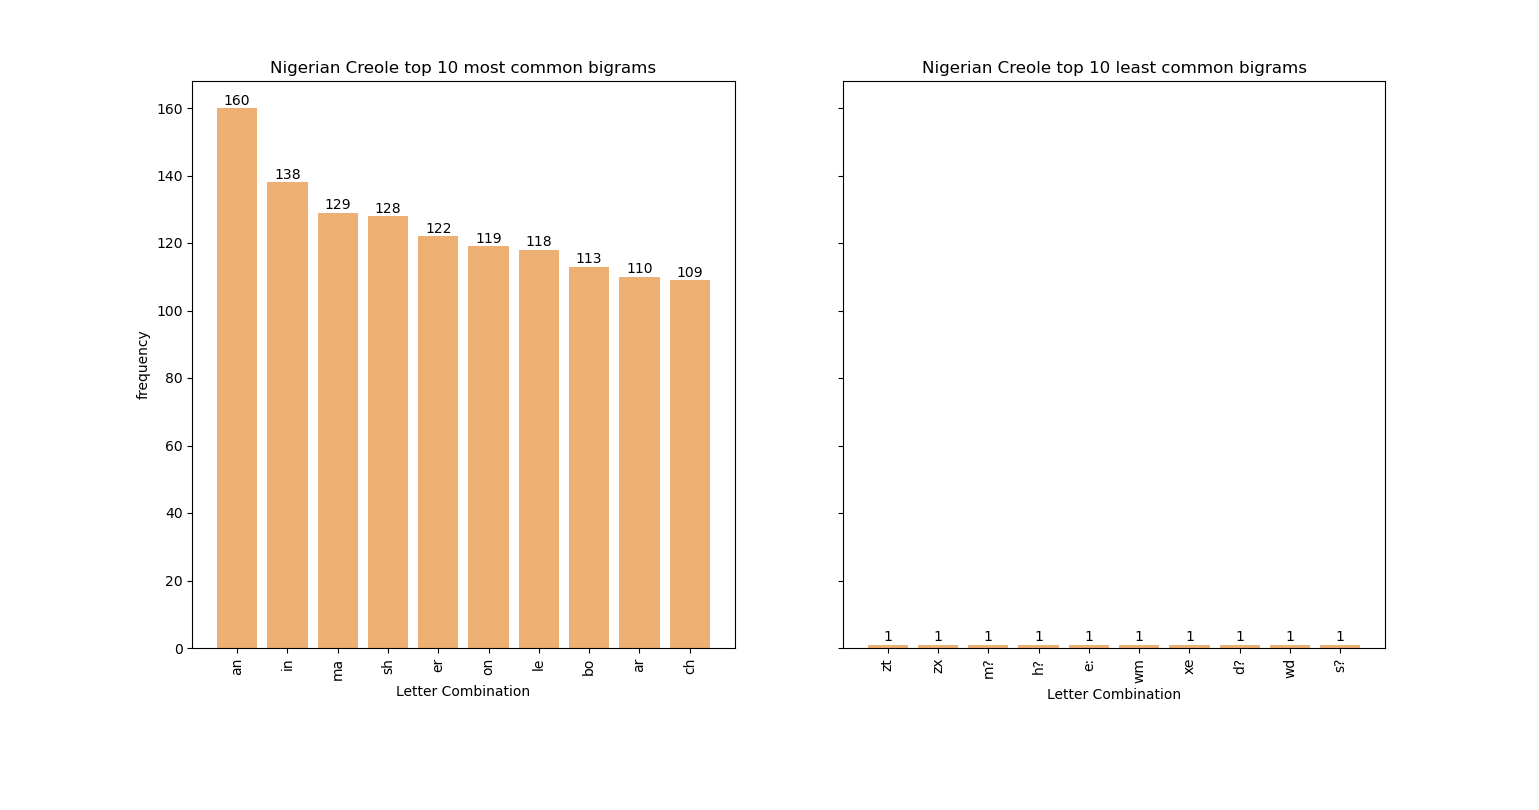 Nigerian Creole top 10 most common bigrams
160
138
129
128
122
119
118
113
110
109
160
140
120
100
80
60
40
20
0
frequency
an in ma sh er on le bo ar ch
Letter Combination
Nigerian Creole top 10 least common bigrams
1 1 1 1 1 1 1 1 1 1
zt zx m? h? e: wm xe d? wd s?
Letter Combination